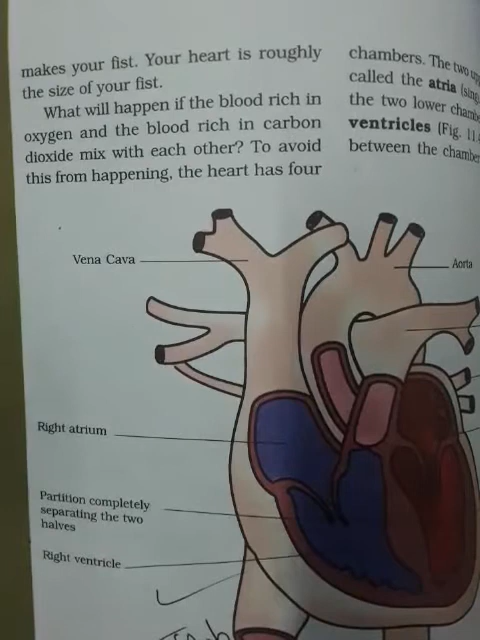 makes your fist. Your heart is roughly
the size of your fist.
What will happen if the blood rich in
oxygen and the blood rich in carbon
dioxide mix with each other? To avoid
this from happening, the heart has four
chambers. The two
called the atria
the two lower
ventricles (Fig. 11.
between the
Vena Cava
Aorta
Right atrium
Partition completely
separating the two
halves
Right ventricle